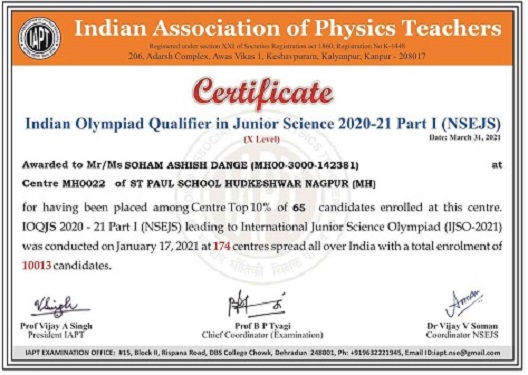 IAPT
Indian Association of Physics Teachers
Registered under section XXI of Societies Registration act 1860, Registration No K-1448
206, Adarsh Complex, Awas Vikas 1, Keshavpuram, Kalyanpur, Kanpur - 208017
Certificate
Indian Olympiad Qualifier in Junior Science 2020-21 Part I (NSEJS)
(X Level)
Date: March 31, 2021
Awarded to Mr/Ms SOHAM ASHISH DANGE (MH00-3000-142381) at
Centre MH0022 of ST PAUL SCHOOL HUDKESHWAR NAGPUR (MH)
for having been placed among Centre Top 10% of 65 candidates enrolled at this centre.
IOQJS 2020 - 21 Part I (NSEJS) leading to International Junior Science Olympiad (IJSO-2021)
was conducted on January 17, 2021 at 174 centres spread all over India with a total enrolment of
10013 candidates.
Prof Vijay A Singh
President IAPT
Prof B P Tyagi
Chief Coordinator (Examination)
Dr Vijay V Soman
Coordinator NSEJS
IAPT EXAMINATION OFFICE: #15, Block II, Rispana Road, DBS College Chowk, Dehradun 248001, Ph: +919632221945, Email ID:iapt.nse@gmail.com